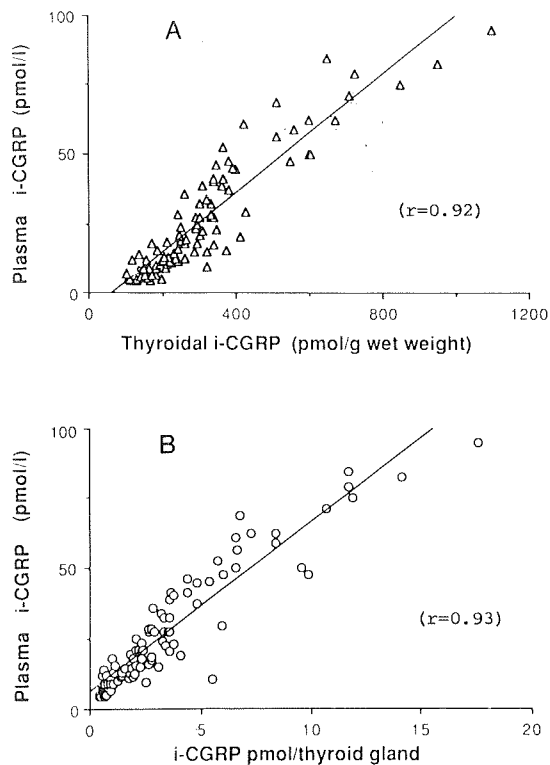 A
Plasma i-CGRP (pmol/l)
100
50
0
(r=0.92)
0 400 800 1200
Thyroidal i-CGRP (pmol/g wet weight)
B
Plasma i-CGRP (pmol/l)
100
50
0
(r=0.93)
0 5 10 15 20
i-CGRP pmol/thyroid gland